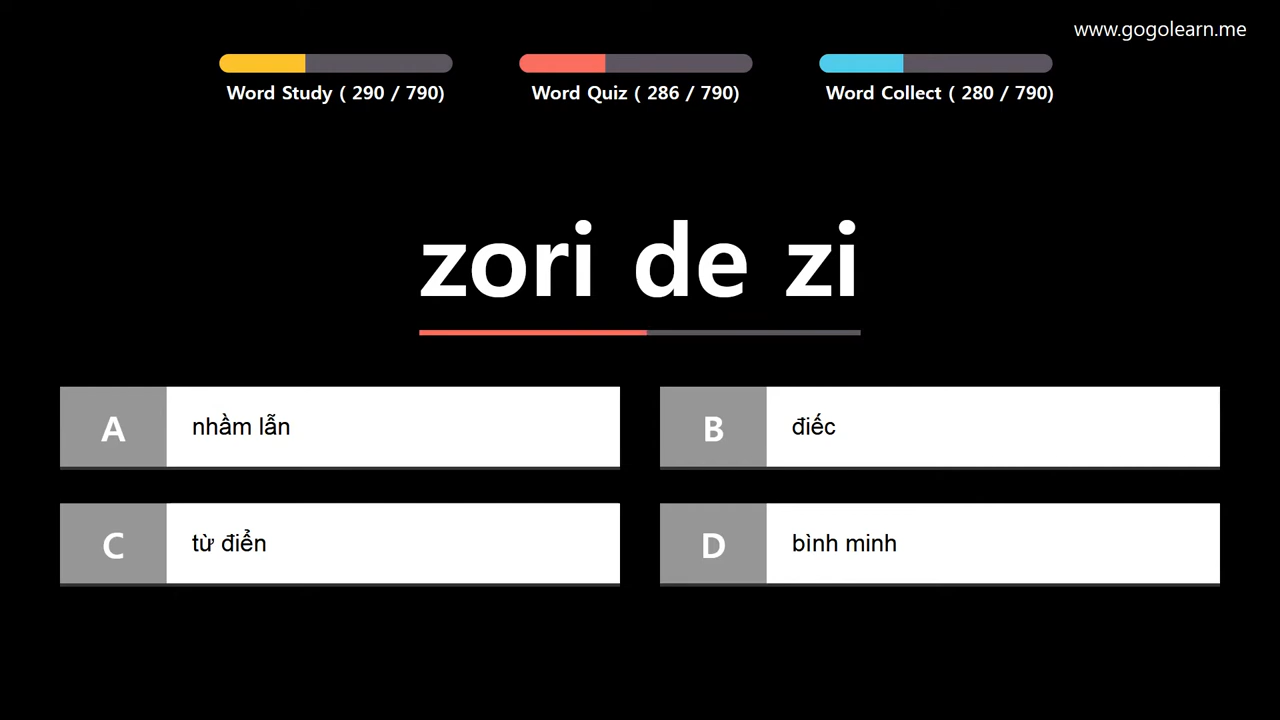 www.gogolearn.me
Word Study ( 290 / 790)
Word Quiz ( 286 / 790)
Word Collect ( 280 / 790)
zori de zi
A nhầm lẫn
B điếc
C từ điển
D bình minh